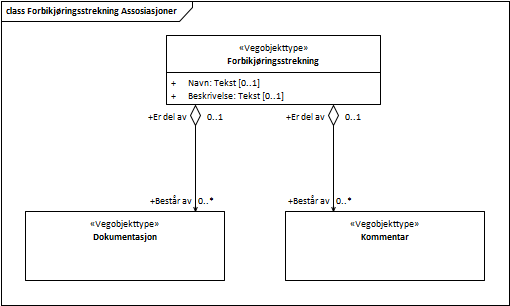 class Forbikjøringsstrekning Assosiasjoner
«Vegobjekttype»
Forbikjøringsstrekning
+ Navn: Tekst [0..1]
+ Beskrivelse: Tekst [0..1]
+Er del av 0..1 +Er del av 0..1
+Består av 0..* +Består av 0..*
«Vegobjekttype» «Vegobjekttype»
Dokumentasjon Kommentar